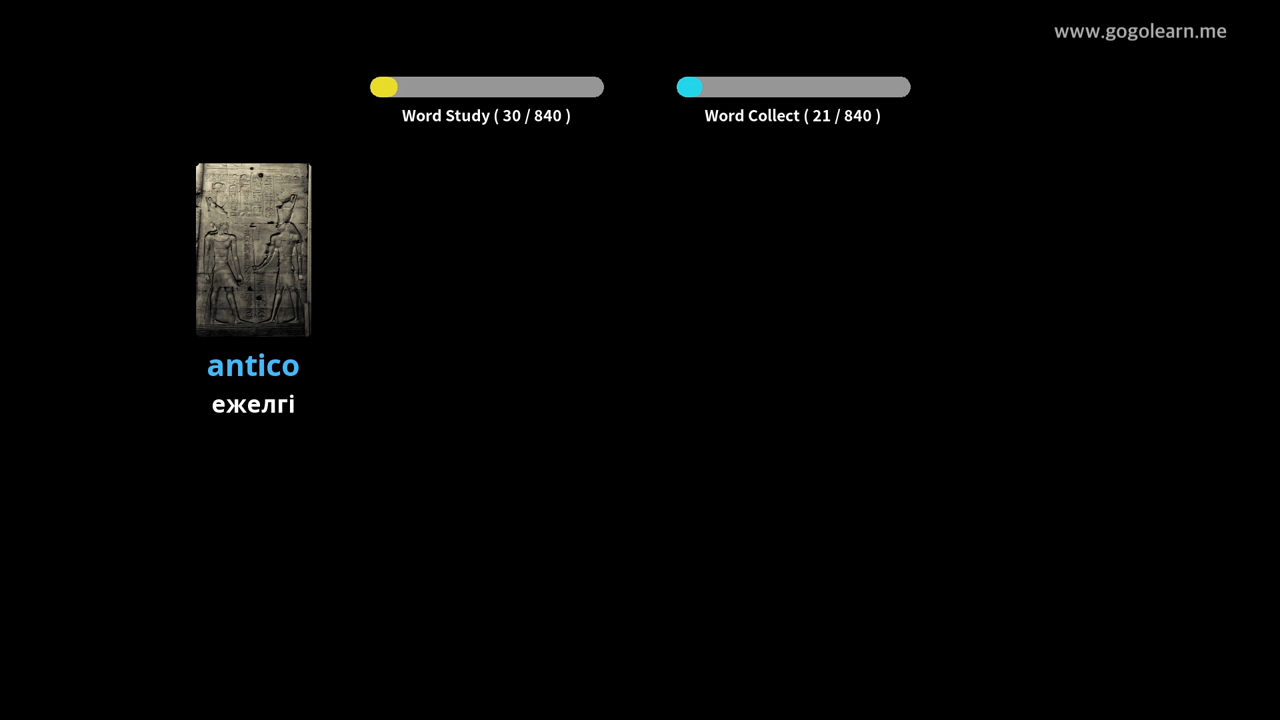 www.gogolearn.me
Word Study ( 30 / 840 )
Word Collect ( 21 / 840 )
antico
ежелгі